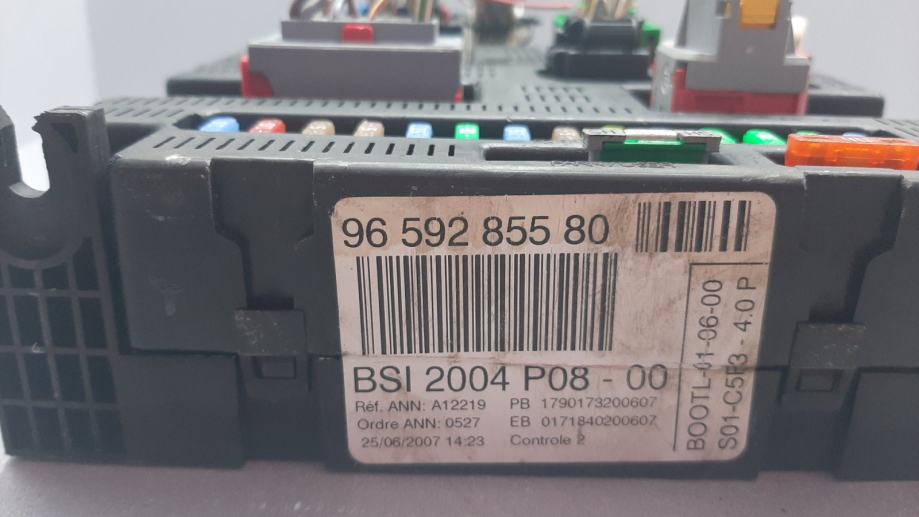 96 592 855 80
BSI 2004 P08 - 00
Réf. ANN: A12219 PB 1790173200607
Ordre ANN: 0527 EB 0171840200607
25/06/2007 14:23 Controle 2
BOOTL-01-06-00
S01-C5F3 - 4.0 P